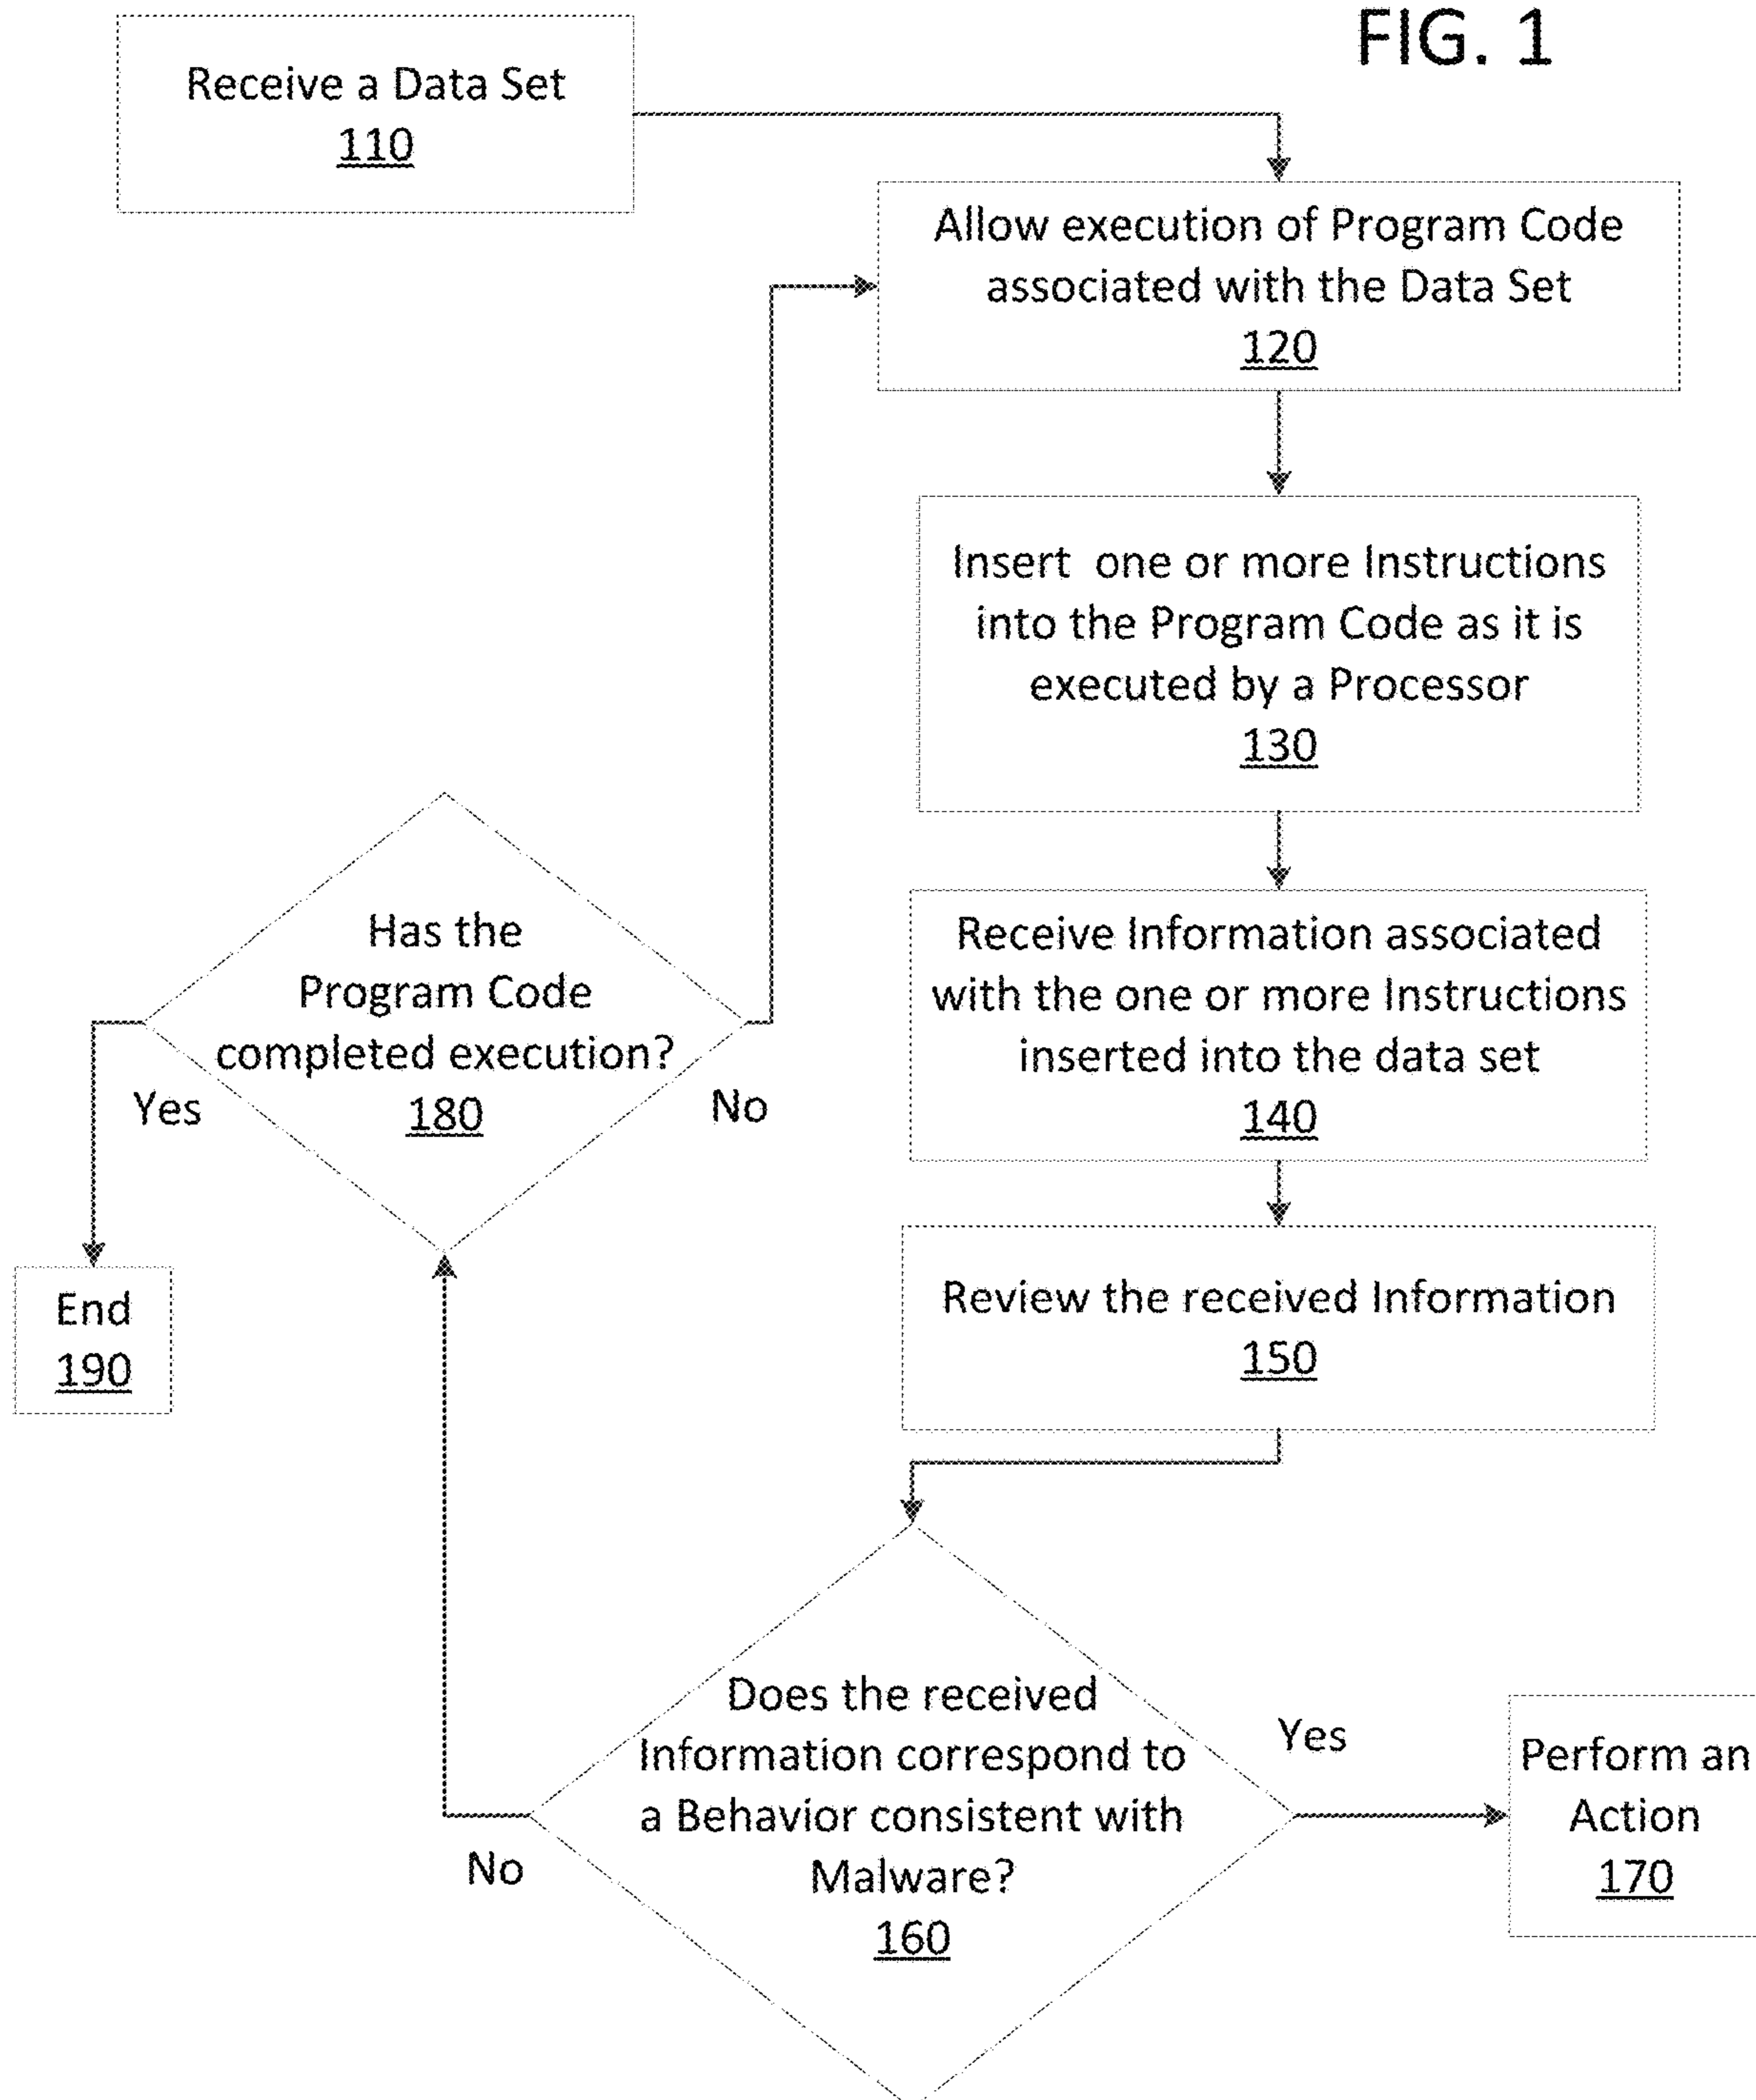 FIG. 1
Receive a Data Set
110
Allow execution of Program Code
associated with the Data Set
120
Insert one or more Instructions
into the Program Code as it is
executed by a Processor
130
Receive Information associated
with the one or more Instructions
inserted into the data set
140
Review the received Information
150
Does the received
Information correspond to
a Behavior consistent with
Malware?
160
Yes
No
Perform an
Action
170
Has the
Program Code
completed execution?
180
Yes
No
End
190